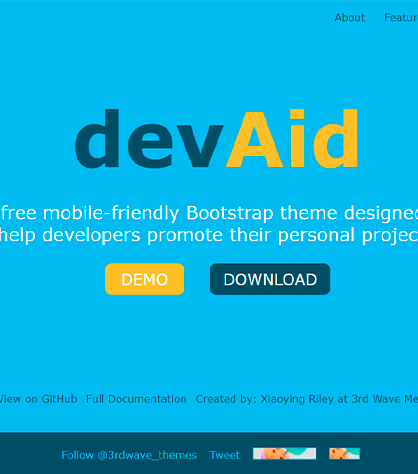 About Featur
devAid
free mobile-friendly Bootstrap theme designed
help developers promote their personal projec
DEMO DOWNLOAD
View on GitHub Full Documentation Created by: Xiaoying Riley at 3rd Wave Me
Follow @3rdwave_themes Tweet